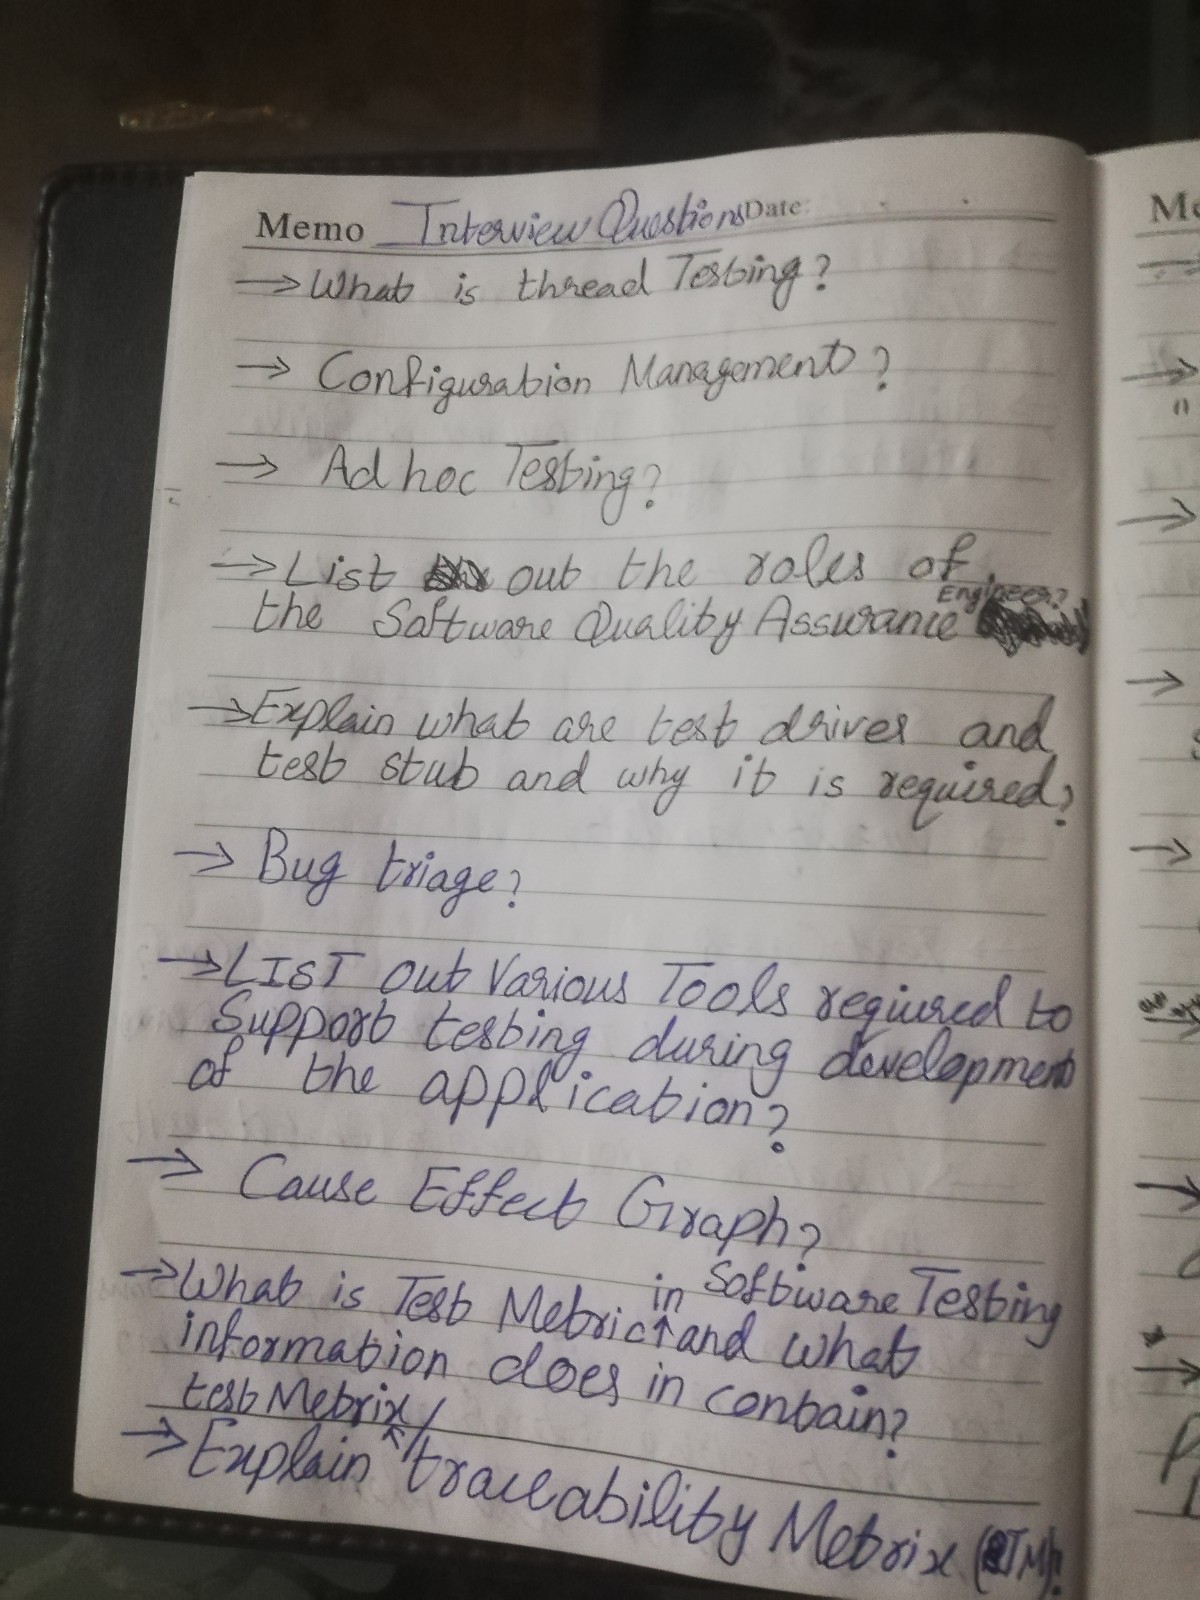 Memo Interview Questions Date:
→ What is thread Testing?
→ Configuration Management?
→ Ad hoc Testing?
→ List out the roles of
Engineer?
the Software Quality Assurance
→ Explain what are test driver and
test stub and why it is required?
→ Bug triage?
→ LIST out Various Tools reqiured to
Support testing during development
of the application?
→ Cause Effect Graph?
in Software Testing
→ What is Test Metric↑and what
information does in contain?
test Metrix/
→ Explain traceability Metrix (RTM)?
Me